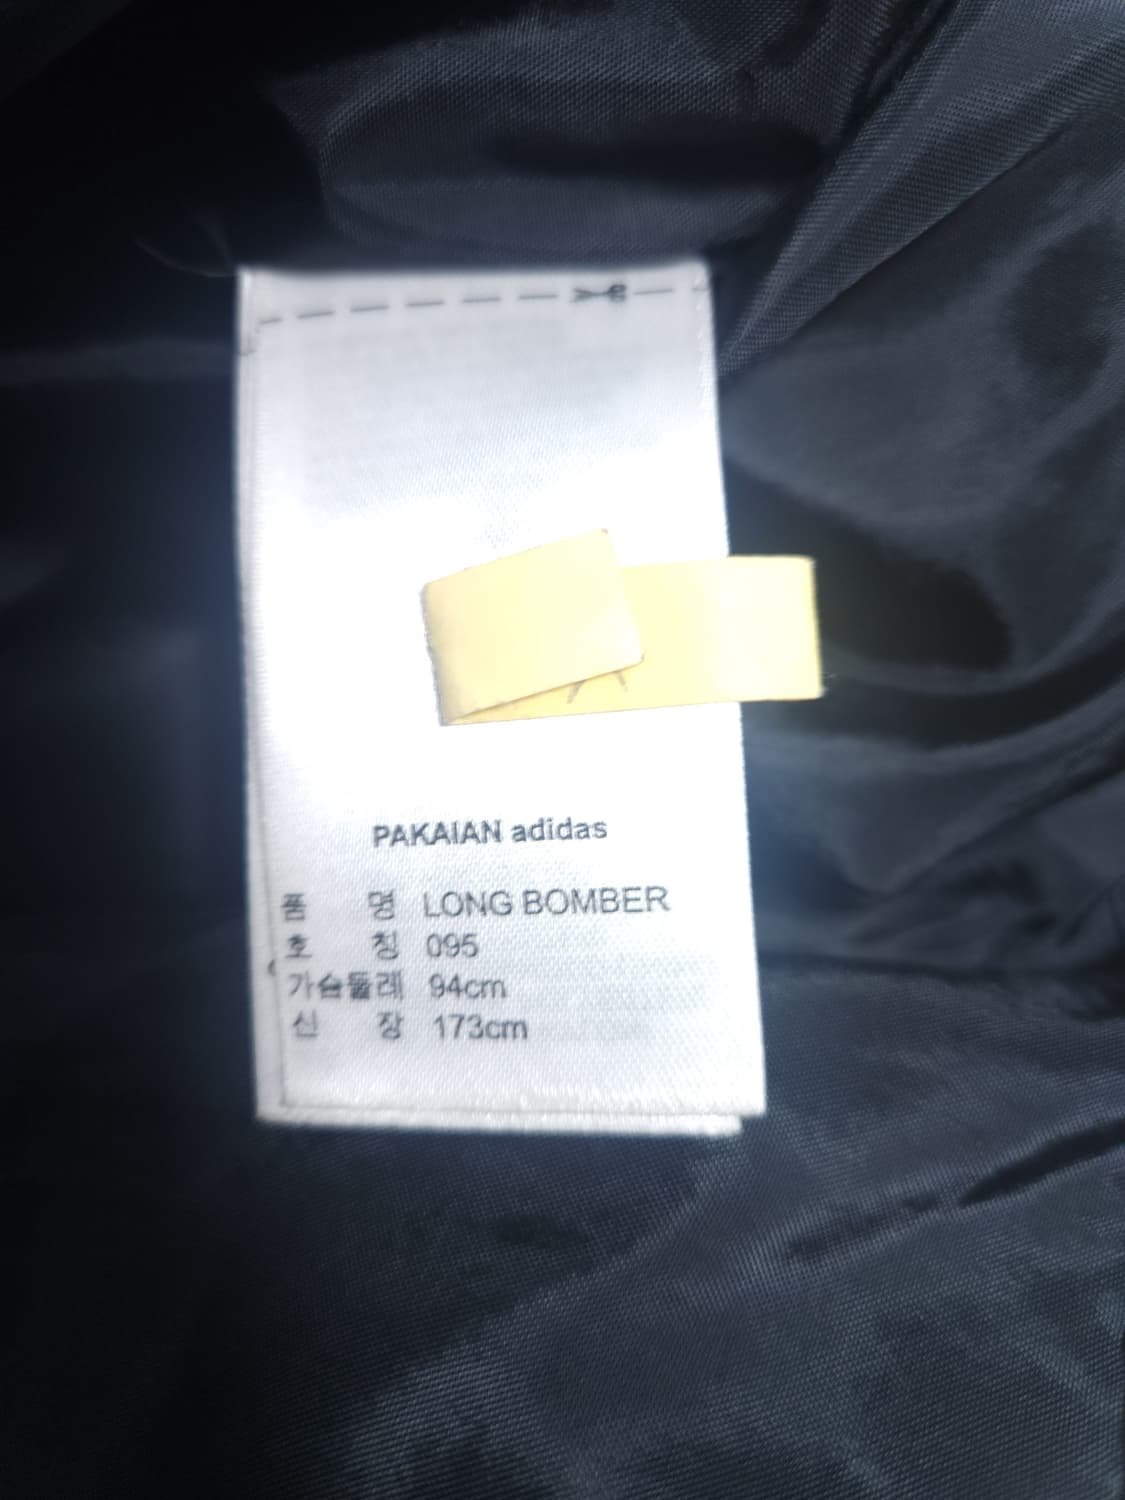 PAKAIAN adidas
품 명 LONG BOMBER
호 칭 095
가슴둘레 94cm
신 장 173cm